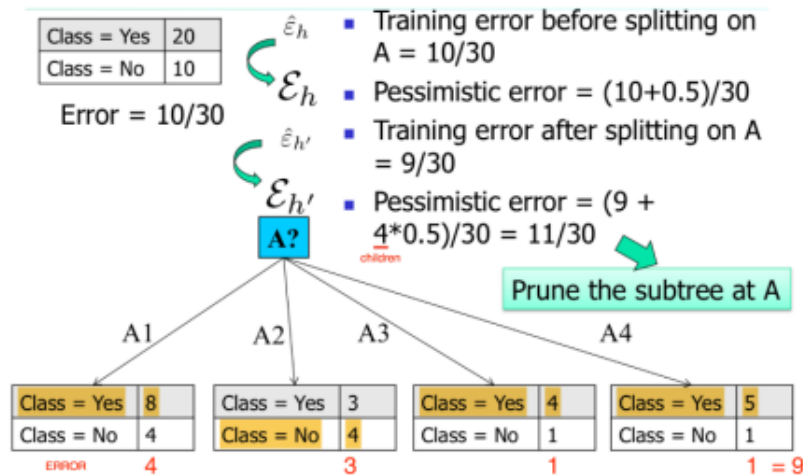 Class = Yes 20
Class = No 10
Error = 10/30
ε̂h
εh
ε̂h'
εh'
▪ Training error before splitting on
A = 10/30
▪ Pessimistic error = (10+0.5)/30
▪ Training error after splitting on A
= 9/30
▪ Pessimistic error = (9 +
4*0.5)/30 = 11/30
children
Prune the subtree at A
A?
A1
A2
A3
A4
Class = Yes 8
Class = No 4
Class = Yes 3
Class = No 4
Class = Yes 4
Class = No 1
Class = Yes 5
Class = No 1
ERROR 4 3 1 1 = 9